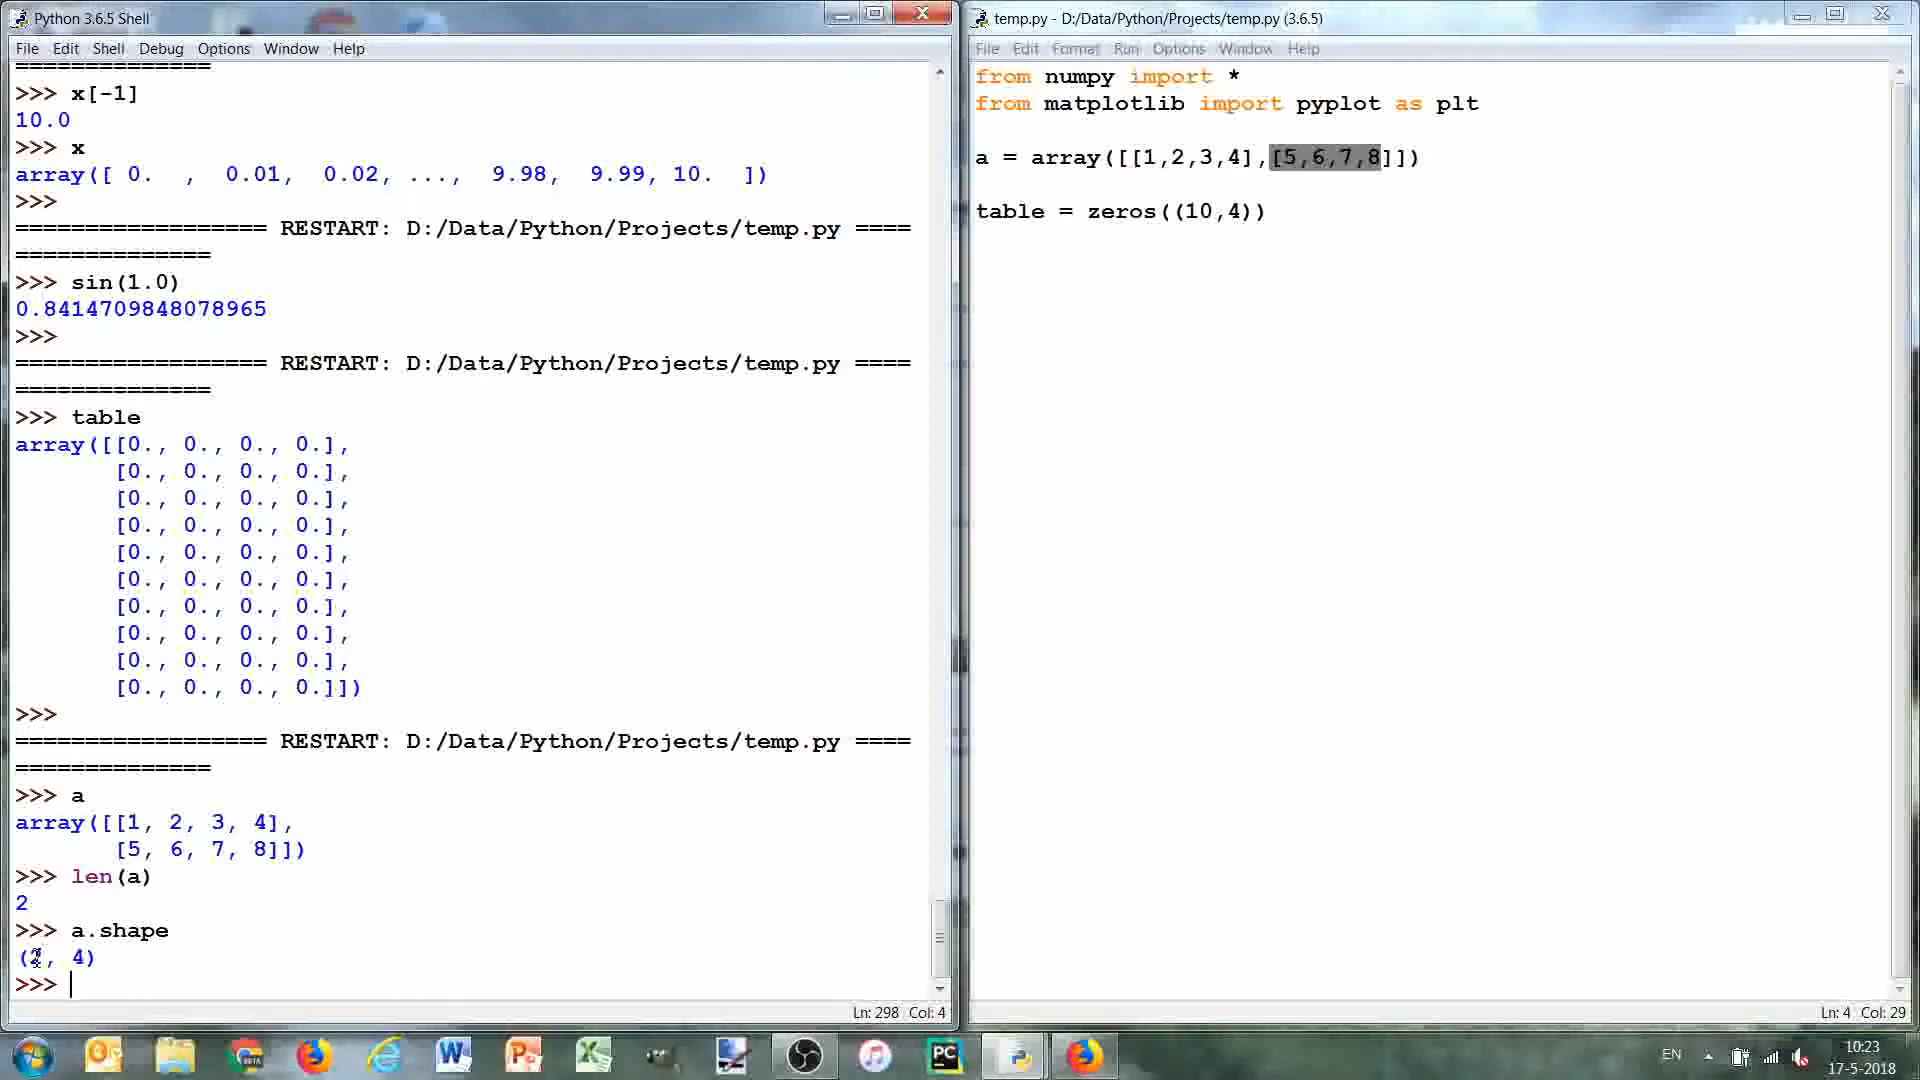 Python 3.6.5 Shell
File Edit Shell Debug Options Window Help
==============
>>> x[-1]
10.0
>>> x
array([ 0.  ,  0.01,  0.02, ...,  9.98,  9.99, 10.  ])
>>>
================== RESTART: D:/Data/Python/Projects/temp.py ====
==============
>>> sin(1.0)
0.8414709848078965
>>>
================== RESTART: D:/Data/Python/Projects/temp.py ====
==============
>>> table
array([[0., 0., 0., 0.],
[0., 0., 0., 0.],
[0., 0., 0., 0.],
[0., 0., 0., 0.],
[0., 0., 0., 0.],
[0., 0., 0., 0.],
[0., 0., 0., 0.],
[0., 0., 0., 0.],
[0., 0., 0., 0.],
[0., 0., 0., 0.]])
>>>
================== RESTART: D:/Data/Python/Projects/temp.py ====
==============
>>> a
array([[1, 2, 3, 4],
[5, 6, 7, 8]])
>>> len(a)
2
>>> a.shape
(2, 4)
>>>
Ln: 298 Col: 4
temp.py - D:/Data/Python/Projects/temp.py (3.6.5)
File Edit Format Run Options Window Help
from numpy import *
from matplotlib import pyplot as plt
a = array([[1,2,3,4],[5,6,7,8]])
table = zeros((10,4))
Ln: 4 Col: 29
BETA
PC
EN
10:23
17-5-2018